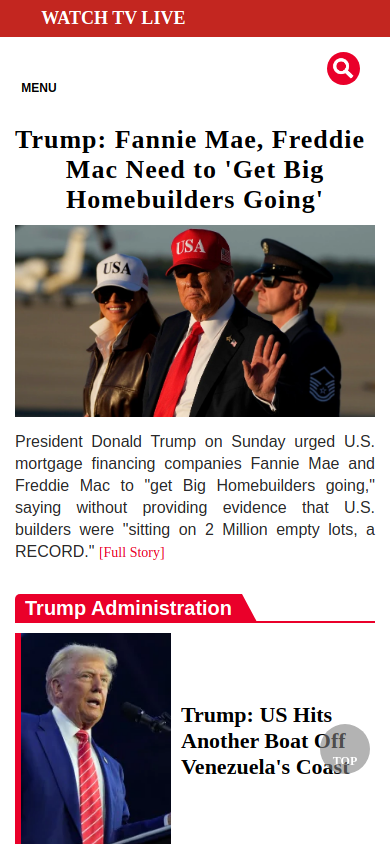 WATCH TV LIVE
MENU
Trump: Fannie Mae, Freddie
Mac Need to 'Get Big
Homebuilders Going'
USA
USA
President Donald Trump on Sunday urged U.S.
mortgage financing companies Fannie Mae and
Freddie Mac to "get Big Homebuilders going,"
saying without providing evidence that U.S.
builders were "sitting on 2 Million empty lots, a
RECORD." [Full Story]
Trump Administration
Trump: US Hits
Another Boat Off
Venezuela's Coast
TOP